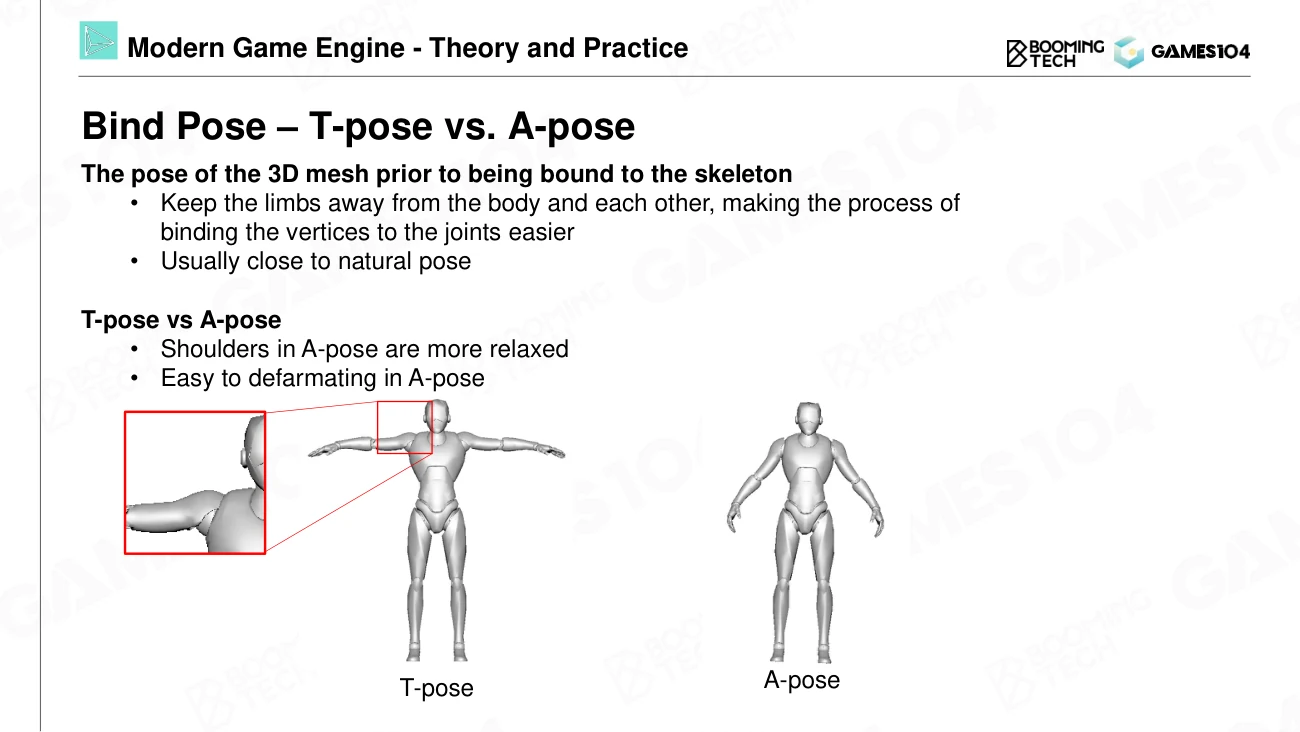 Modern Game Engine - Theory and Practice
BOOMING
TECH
GAMES104
Bind Pose – T-pose vs. A-pose
The pose of the 3D mesh prior to being bound to the skeleton
• Keep the limbs away from the body and each other, making the process of
binding the vertices to the joints easier
• Usually close to natural pose
T-pose vs A-pose
• Shoulders in A-pose are more relaxed
• Easy to defarmating in A-pose
T-pose
A-pose